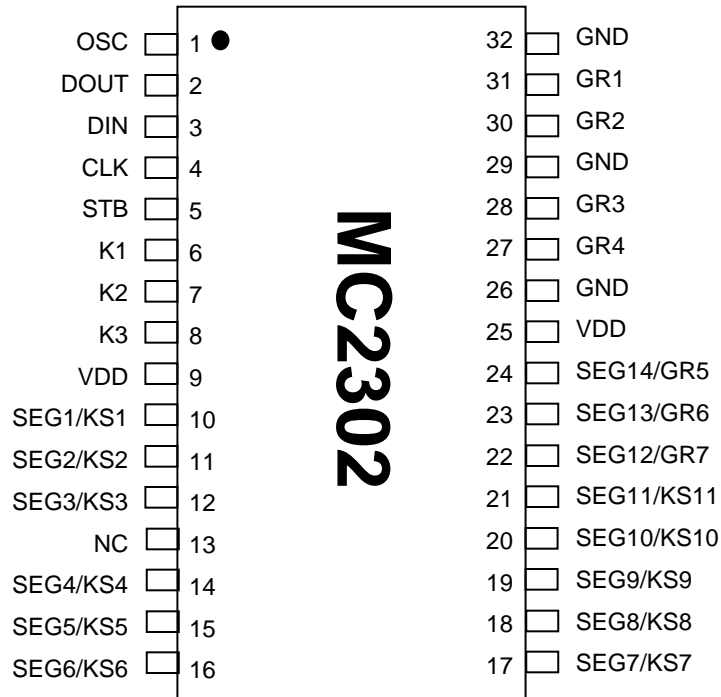 OSC 1 32 GND
DOUT 2 31 GR1
DIN 3 30 GR2
CLK 4 29 GND
STB 5 28 GR3
K1 6 27 GR4
K2 7 26 GND
K3 8 25 VDD
VDD 9 24 SEG14/GR5
SEG1/KS1 10 23 SEG13/GR6
SEG2/KS2 11 22 SEG12/GR7
SEG3/KS3 12 21 SEG11/KS11
NC 13 20 SEG10/KS10
SEG4/KS4 14 19 SEG9/KS9
SEG5/KS5 15 18 SEG8/KS8
SEG6/KS6 16 17 SEG7/KS7
MC2302